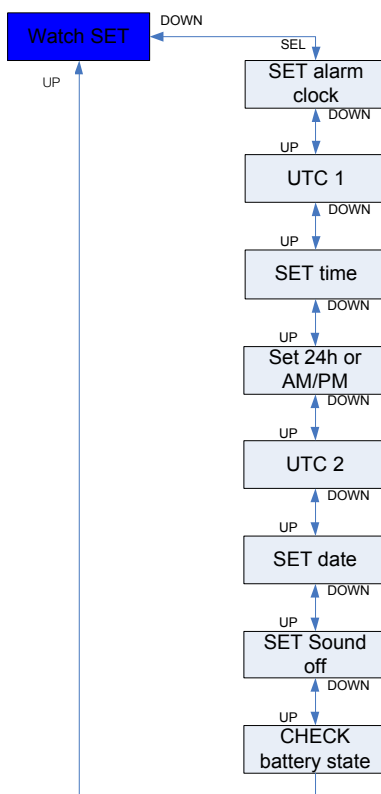 Watch SET
DOWN
SEL
UP
SET alarm
clock
DOWN
UP
UTC 1
DOWN
UP
SET time
DOWN
UP
Set 24h or
AM/PM
DOWN
UP
UTC 2
DOWN
UP
SET date
DOWN
UP
SET Sound
off
DOWN
UP
CHECK
battery state